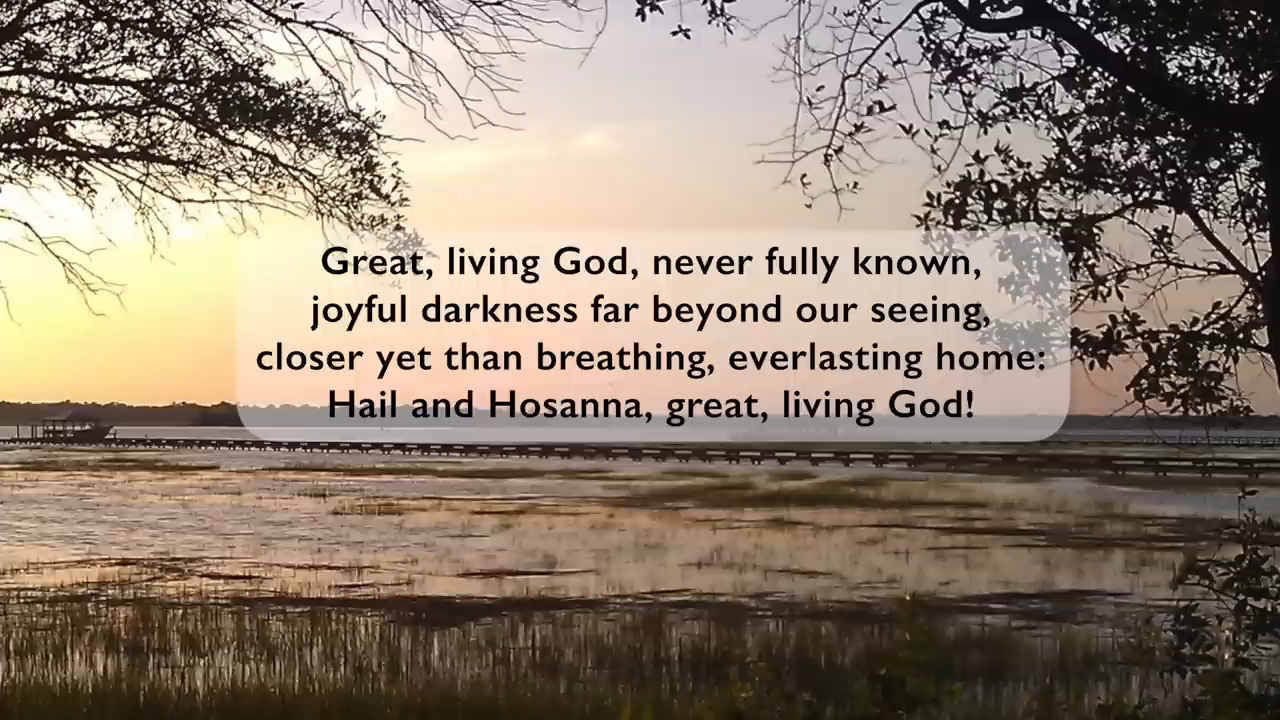 Great, living God, never fully known,
joyful darkness far beyond our seeing,
closer yet than breathing, everlasting home:
Hail and Hosanna, great, living God!